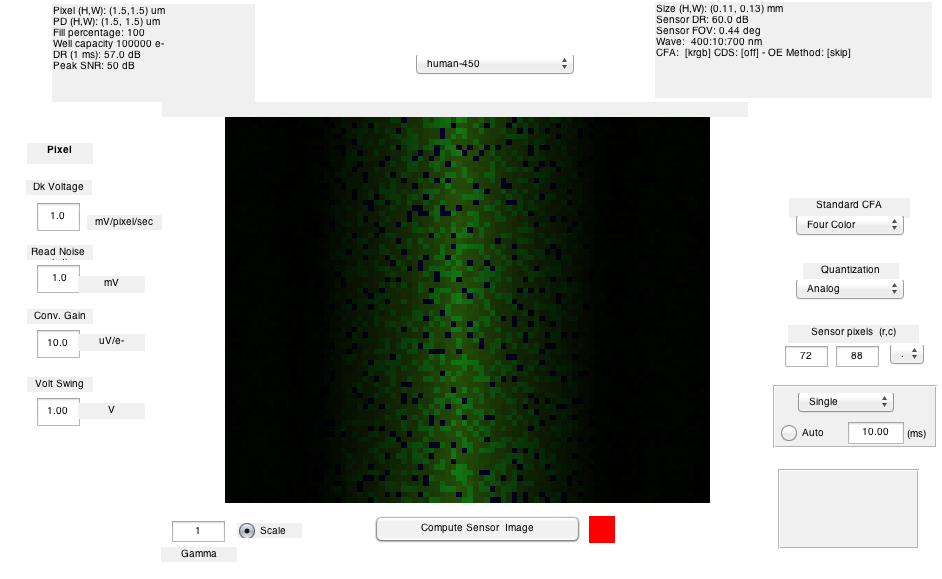 Pixel (H,W): (1.5,1.5) um
PD (H,W): (1.5, 1.5) um
Fill percentage: 100
Well capacity 100000 e-
DR (1 ms): 57.0 dB
Peak SNR: 50 dB
human-450
Size (H,W): (0.11, 0.13) mm
Sensor DR: 60.0 dB
Sensor FOV: 0.44 deg
Wave: 400:10:700 nm
CFA: [krgb] CDS: [off] - OE Method: [skip]
Pixel
Dk Voltage
1.0 mV/pixel/sec
Read Noise
1.0 mV
Conv. Gain
10.0 uV/e-
Volt Swing
1.00 V
Standard CFA
Four Color
Quantization
Analog
Sensor pixels (r,c)
72 88 .
Single
Auto 10.00 (ms)
1 Scale
Gamma
Compute Sensor Image